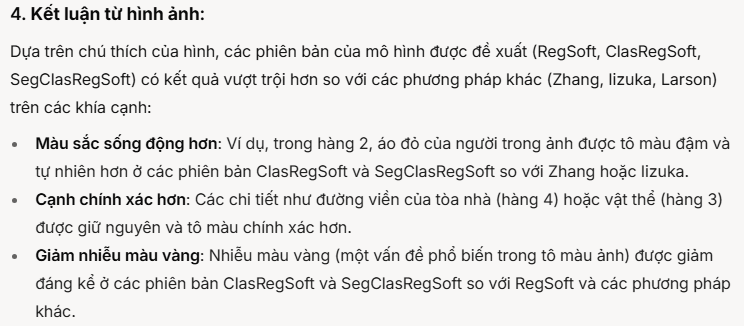 4. Kết luận từ hình ảnh:
Dựa trên chú thích của hình, các phiên bản của mô hình được đề xuất (RegSoft, ClasRegSoft,
SegClasRegSoft) có kết quả vượt trội hơn so với các phương pháp khác (Zhang, Iizuka, Larson)
trên các khía cạnh:
• Màu sắc sống động hơn: Ví dụ, trong hàng 2, áo đỏ của người trong ảnh được tô màu đậm và
tự nhiên hơn ở các phiên bản ClasRegSoft và SegClasRegSoft so với Zhang hoặc Iizuka.
• Cạnh chính xác hơn: Các chi tiết như đường viền của tòa nhà (hàng 4) hoặc vật thể (hàng 3)
được giữ nguyên và tô màu chính xác hơn.
• Giảm nhiễu màu vàng: Nhiễu màu vàng (một vấn đề phổ biến trong tô màu ảnh) được giảm
đáng kể ở các phiên bản ClasRegSoft và SegClasRegSoft so với RegSoft và các phương pháp
khác.